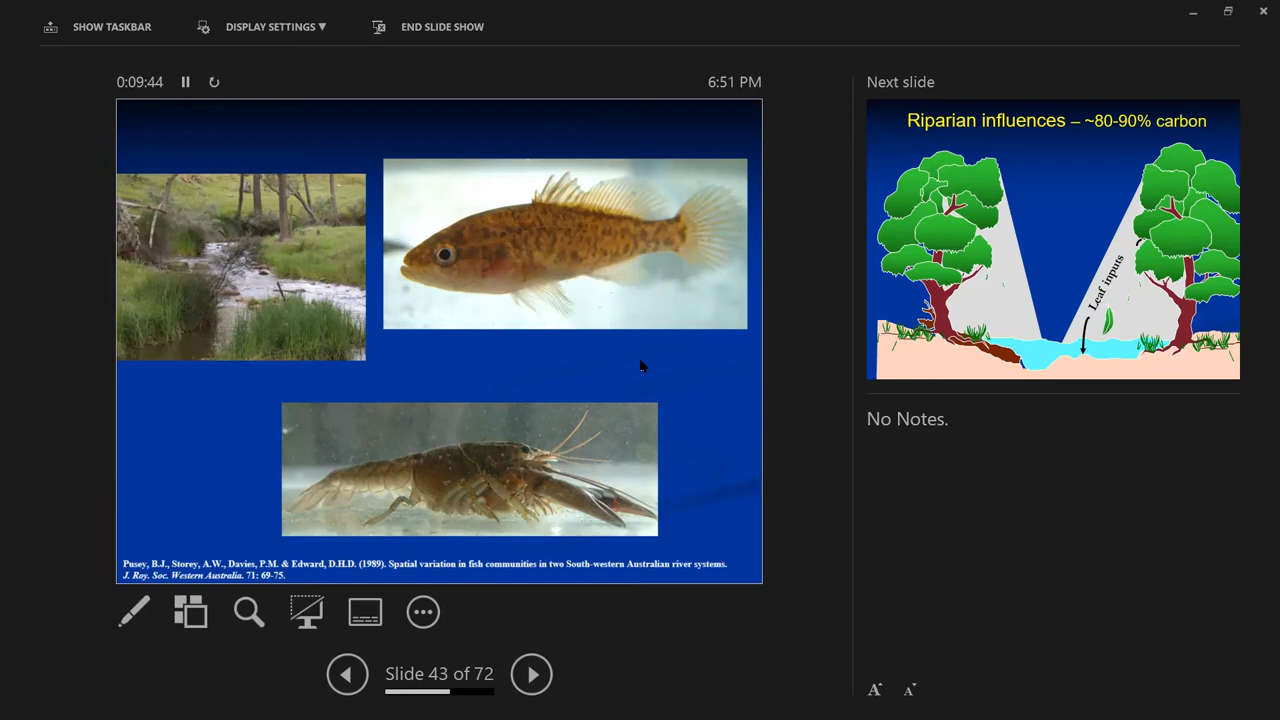 SHOW TASKBAR
DISPLAY SETTINGS ▼
END SLIDE SHOW
0:09:44
6:51 PM
Next slide
Riparian influences – ~80-90% carbon
Leaf inputs
No Notes.
Pusey, B.J., Storey, A.W., Davies, P.M. & Edward, D.H.D. (1989). Spatial variation in fish communities in two South-western Australian river systems.
J. Roy. Soc. Western Australia. 71: 69-75.
Slide 43 of 72
A
A